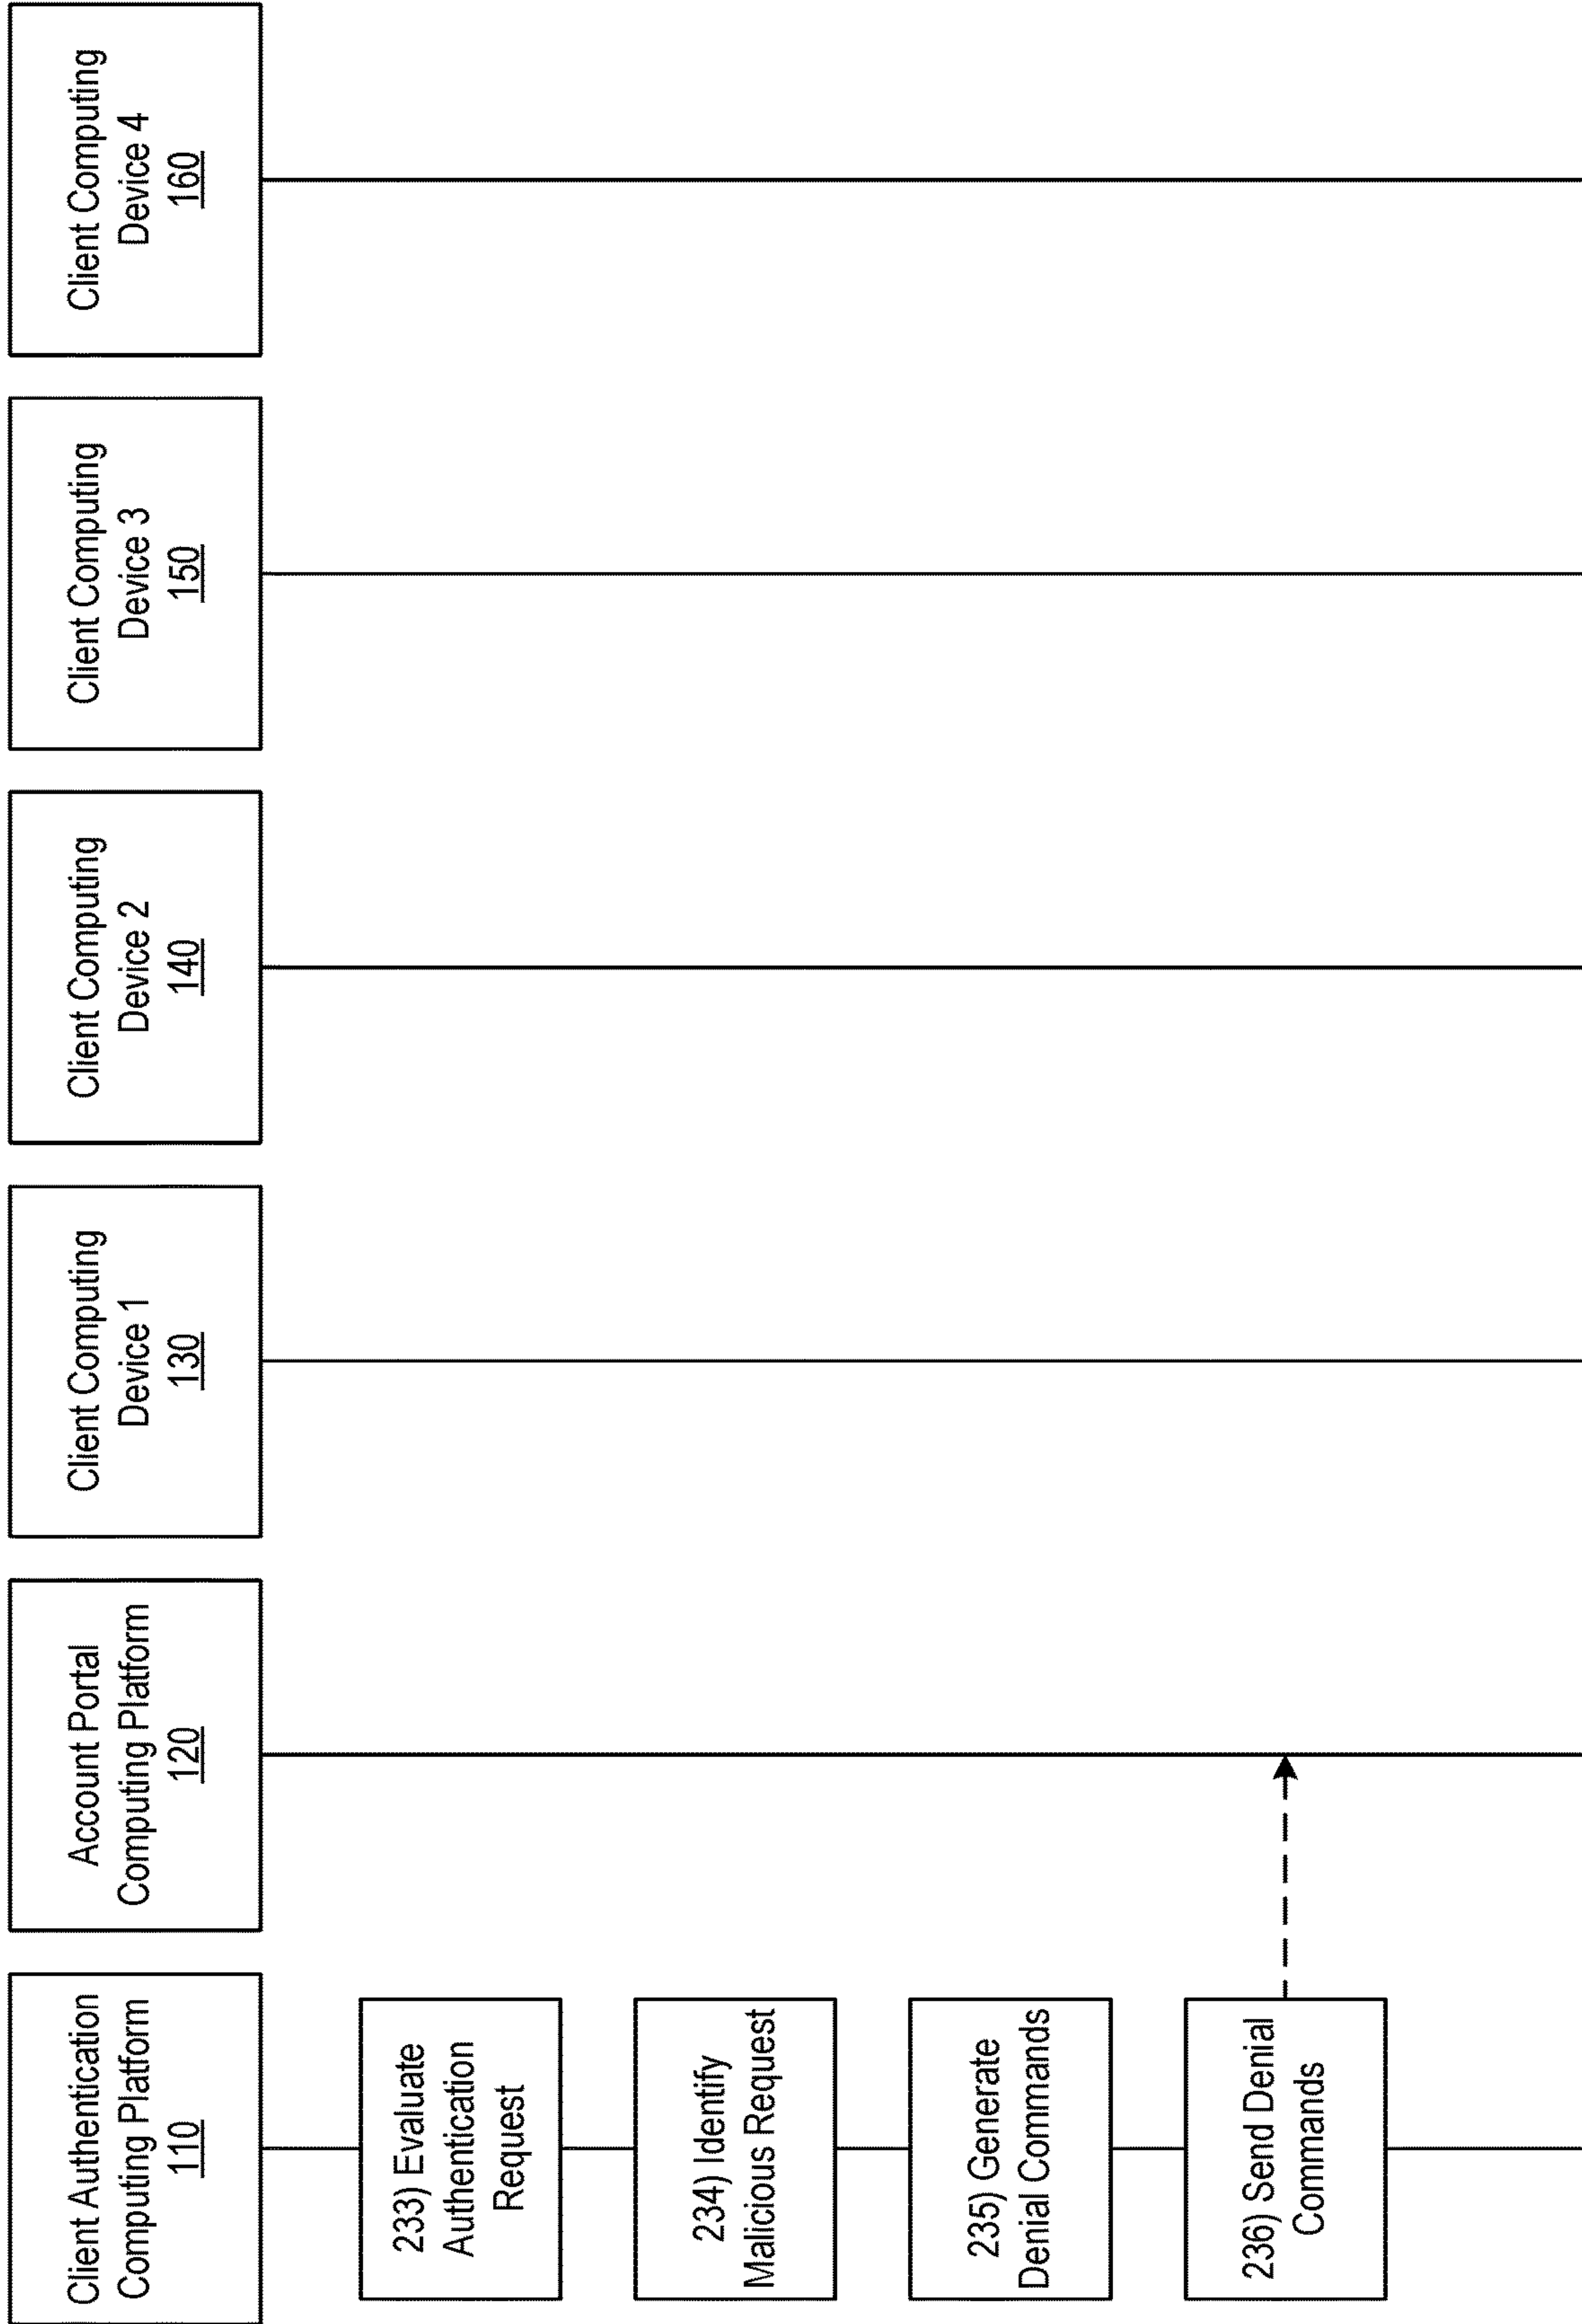 Client Authentication
Computing Platform
110
Account Portal
Computing Platform
120
Client Computing
Device 1
130
Client Computing
Device 2
140
Client Computing
Device 3
150
Client Computing
Device 4
160
233) Evaluate
Authentication
Request
234) Identify
Malicious Request
235) Generate
Denial Commands
236) Send Denial
Commands